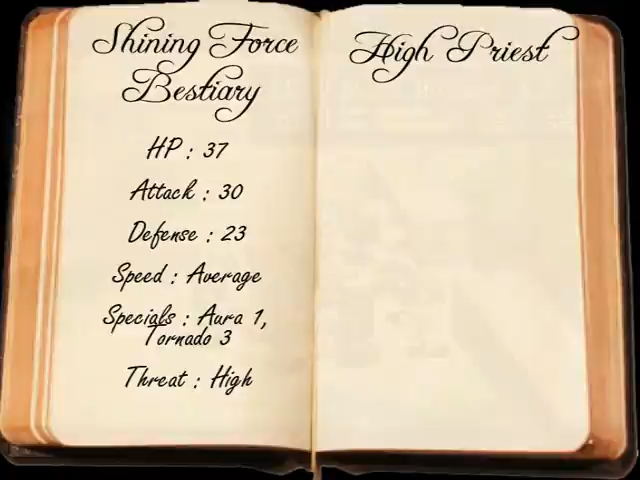 Shining Force
Bestiary
HP : 37
Attack : 30
Defense : 23
Speed : Average
Specials : Aura 1,
Tornado 3
Threat : High
High Priest